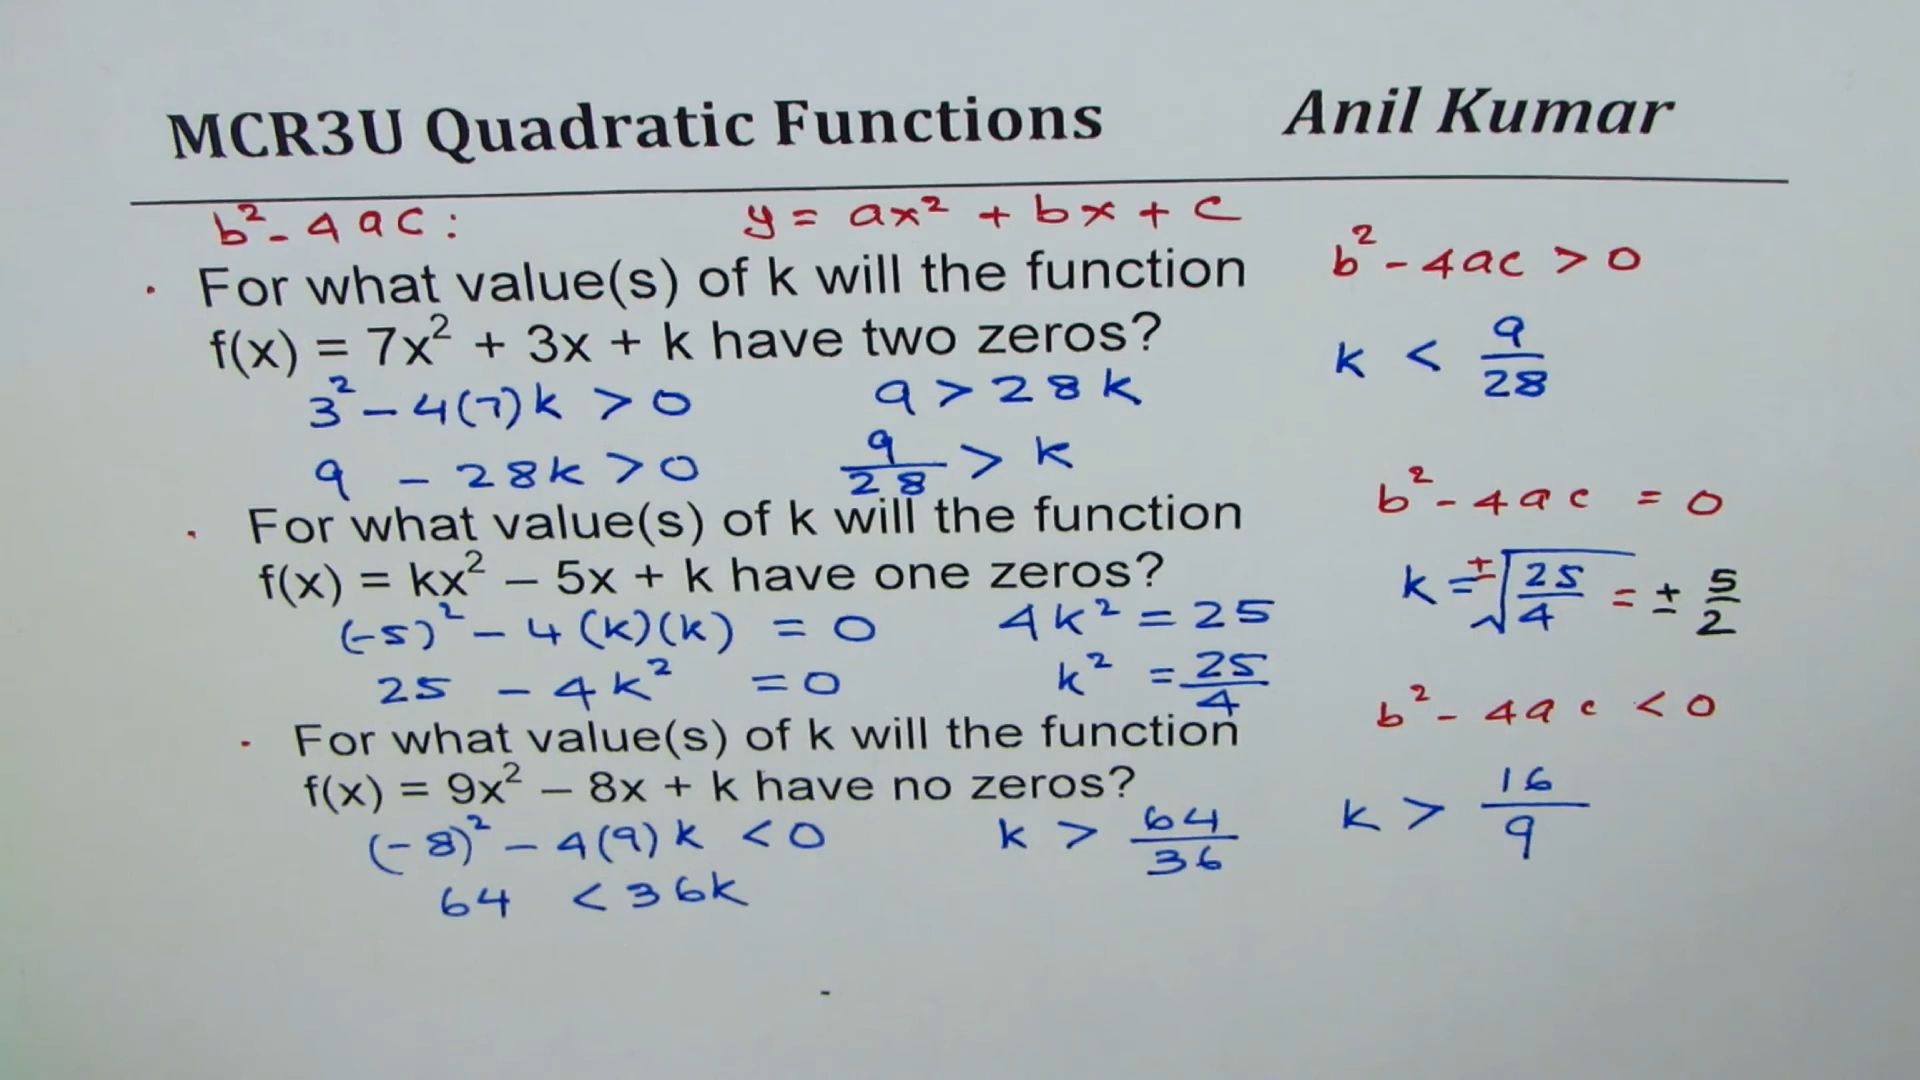 MCR3U Quadratic Functions Anil Kumar
b² - 4ac : y = ax² + bx + c
b² - 4ac > 0
· For what value(s) of k will the function
f(x) = 7x² + 3x + k have two zeros?
k < 9/28
3² - 4(7)k > 0 9 > 28k
9 - 28k > 0 9/28 > k
b² - 4ac = 0
· For what value(s) of k will the function
f(x) = kx² – 5x + k have one zeros?
k = ±√25/4 = ± 5/2
(-5)² - 4(k)(k) = 0 4k² = 25
25 - 4k² = 0 k² = 25/4
b² - 4ac < 0
· For what value(s) of k will the function
f(x) = 9x² – 8x + k have no zeros?
(-8)² - 4(9)k < 0 k > 64/36 k > 16/9
64 < 36k